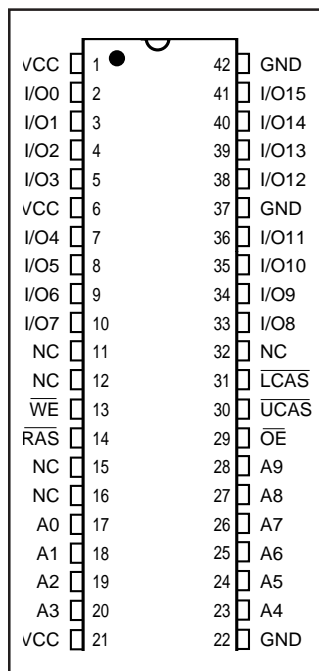 VCC 1 42 GND
I/O0 2 41 I/O15
I/O1 3 40 I/O14
I/O2 4 39 I/O13
I/O3 5 38 I/O12
VCC 6 37 GND
I/O4 7 36 I/O11
I/O5 8 35 I/O10
I/O6 9 34 I/O9
I/O7 10 33 I/O8
NC 11 32 NC
NC 12 31 LCAS
WE 13 30 UCAS
RAS 14 29 OE
NC 15 28 A9
NC 16 27 A8
A0 17 26 A7
A1 18 25 A6
A2 19 24 A5
A3 20 23 A4
VCC 21 22 GND